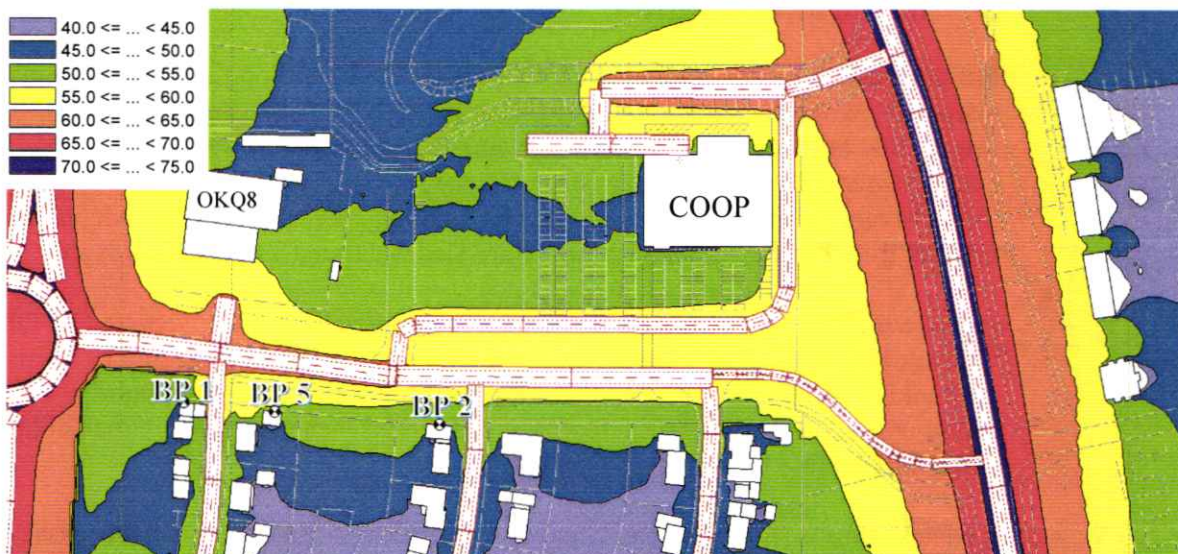 40.0 <= ... < 45.0
45.0 <= ... < 50.0
50.0 <= ... < 55.0
55.0 <= ... < 60.0
60.0 <= ... < 65.0
65.0 <= ... < 70.0
70.0 <= ... < 75.0
OKQ8
COOP
BP 1
BP 5
BP 2